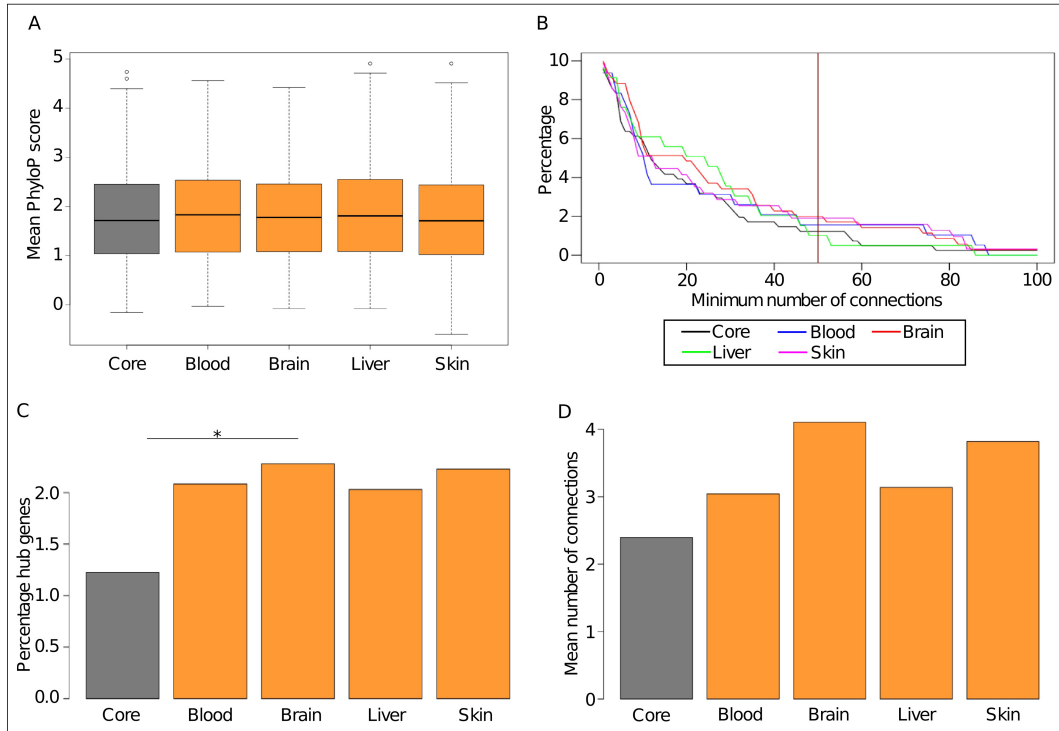 A
Mean PhyloP score
5
4
3
2
1
0
Core Blood Brain Liver Skin
B
Percentage
10
8
6
4
2
0
0 20 40 60 80 100
Minimum number of connections
Core Blood Brain
Liver Skin
C
*
Percentage hub genes
2.0
1.5
1.0
0.5
0.0
Core Blood Brain Liver Skin
D
Mean number of connections
4
3
2
1
0
Core Blood Brain Liver Skin